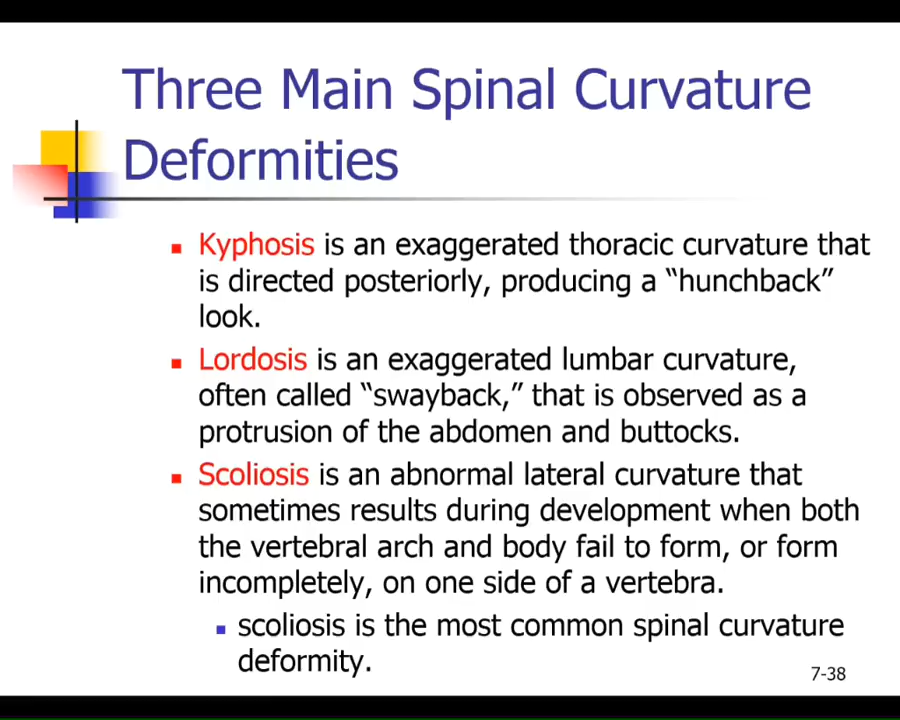 Three Main Spinal Curvature
Deformities
Kyphosis is an exaggerated thoracic curvature that
is directed posteriorly, producing a “hunchback”
look.
Lordosis is an exaggerated lumbar curvature,
often called “swayback,” that is observed as a
protrusion of the abdomen and buttocks.
Scoliosis is an abnormal lateral curvature that
sometimes results during development when both
the vertebral arch and body fail to form, or form
incompletely, on one side of a vertebra.
scoliosis is the most common spinal curvature
deformity.
7-38